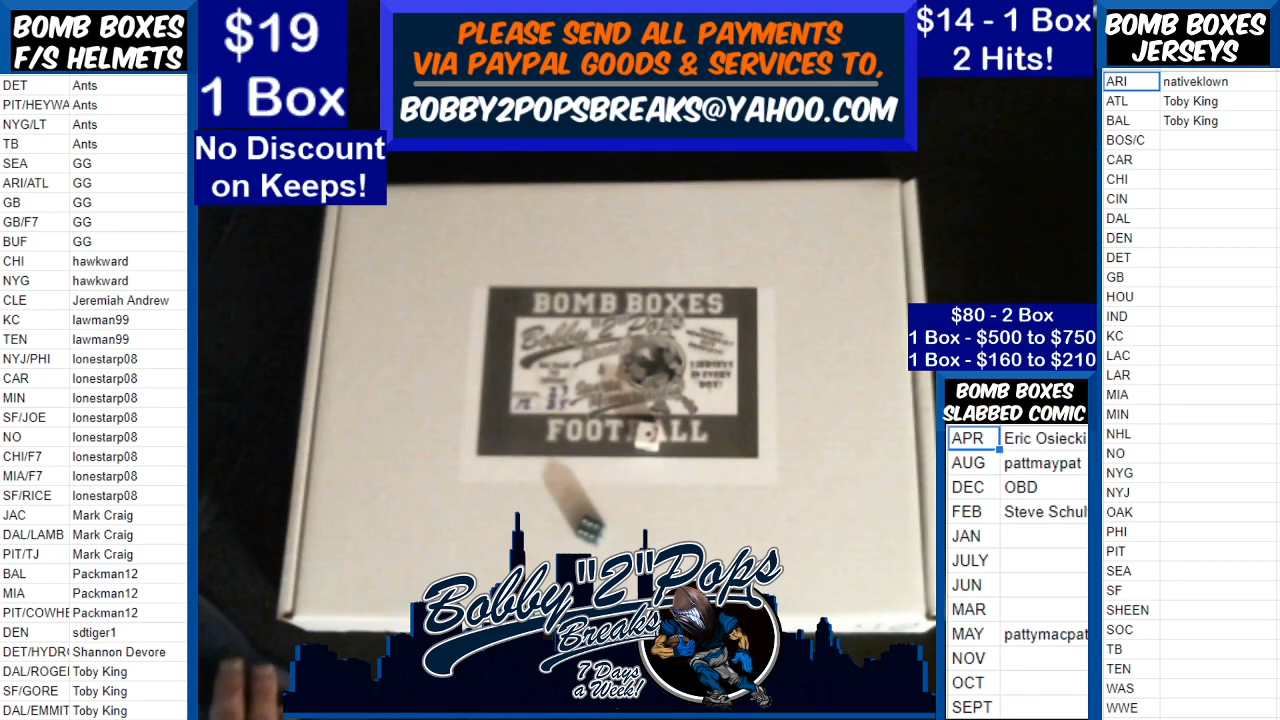 BOMB BOXES
F/S HELMETS
DET Ants
PIT/HEYWA Ants
NYG/LT Ants
TB Ants
SEA GG
ARI/ATL GG
GB GG
GB/F7 GG
BUF GG
CHI hawkward
NYG hawkward
CLE Jeremiah Andrew
KC lawman99
TEN lawman99
NYJ/PHI lonestarp08
CAR lonestarp08
MIN lonestarp08
SF/JOE lonestarp08
NO lonestarp08
CHI/F7 lonestarp08
MIA/F7 lonestarp08
SF/RICE lonestarp08
JAC Mark Craig
DAL/LAMB Mark Craig
PIT/TJ Mark Craig
BAL Packman12
MIA Packman12
PIT/COWHE Packman12
DEN sdtiger1
DET/HYDR Shannon Devore
DAL/ROGE Toby King
SF/GORE Toby King
DAL/EMMIT Toby King
$19
1 Box
No Discount
on Keeps!
PLEASE SEND ALL PAYMENTS
VIA PAYPAL GOODS & SERVICES TO,
BOBBY2POPSBREAKS@YAHOO.COM
$14 - 1 Box
2 Hits!
BOMB BOXES
Bobby "2" Pops
FOOTBALL
Bobby "2" Pops
Breaks
7 Days
a Week!
$80 - 2 Box
1 Box - $500 to $750
1 Box - $160 to $210
BOMB BOXES
SLABBED COMIC
APR Eric Osiecki
AUG pattmaypat
DEC OBD
FEB Steve Schul
JAN
JULY
JUN
MAR
MAY pattymacpat
NOV
OCT
SEPT
BOMB BOXES
JERSEYS
ARI nativeklown
ATL Toby King
BAL Toby King
BOS/C
CAR
CHI
CIN
DAL
DEN
DET
GB
HOU
IND
KC
LAC
LAR
MIA
MIN
NHL
NO
NYG
NYJ
OAK
PHI
PIT
SEA
SF
SHEEN
SOC
TB
TEN
WAS
WWE